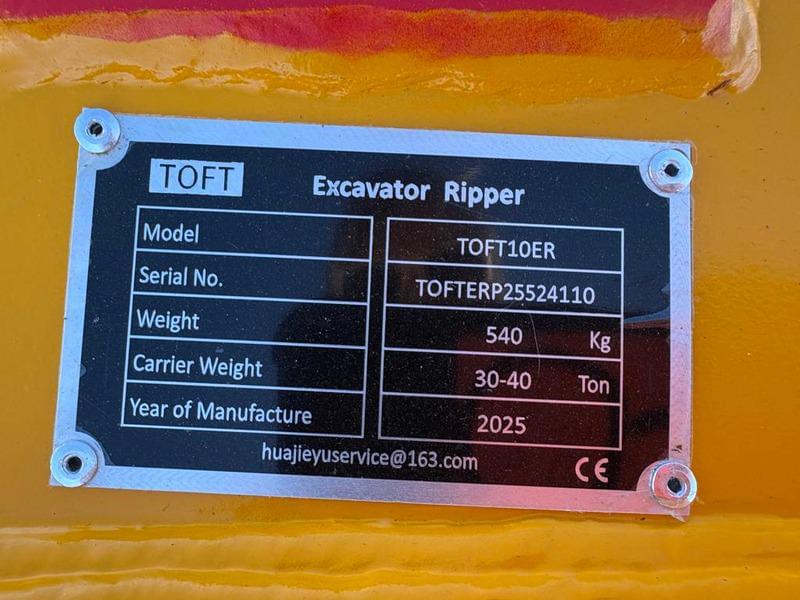 TOFT Excavator Ripper
Model TOFT10ER
Serial No. TOFTERP25524110
Weight 540 Kg
Carrier Weight 30-40 Ton
Year of Manufacture 2025
huajieyuservice@163.com CE